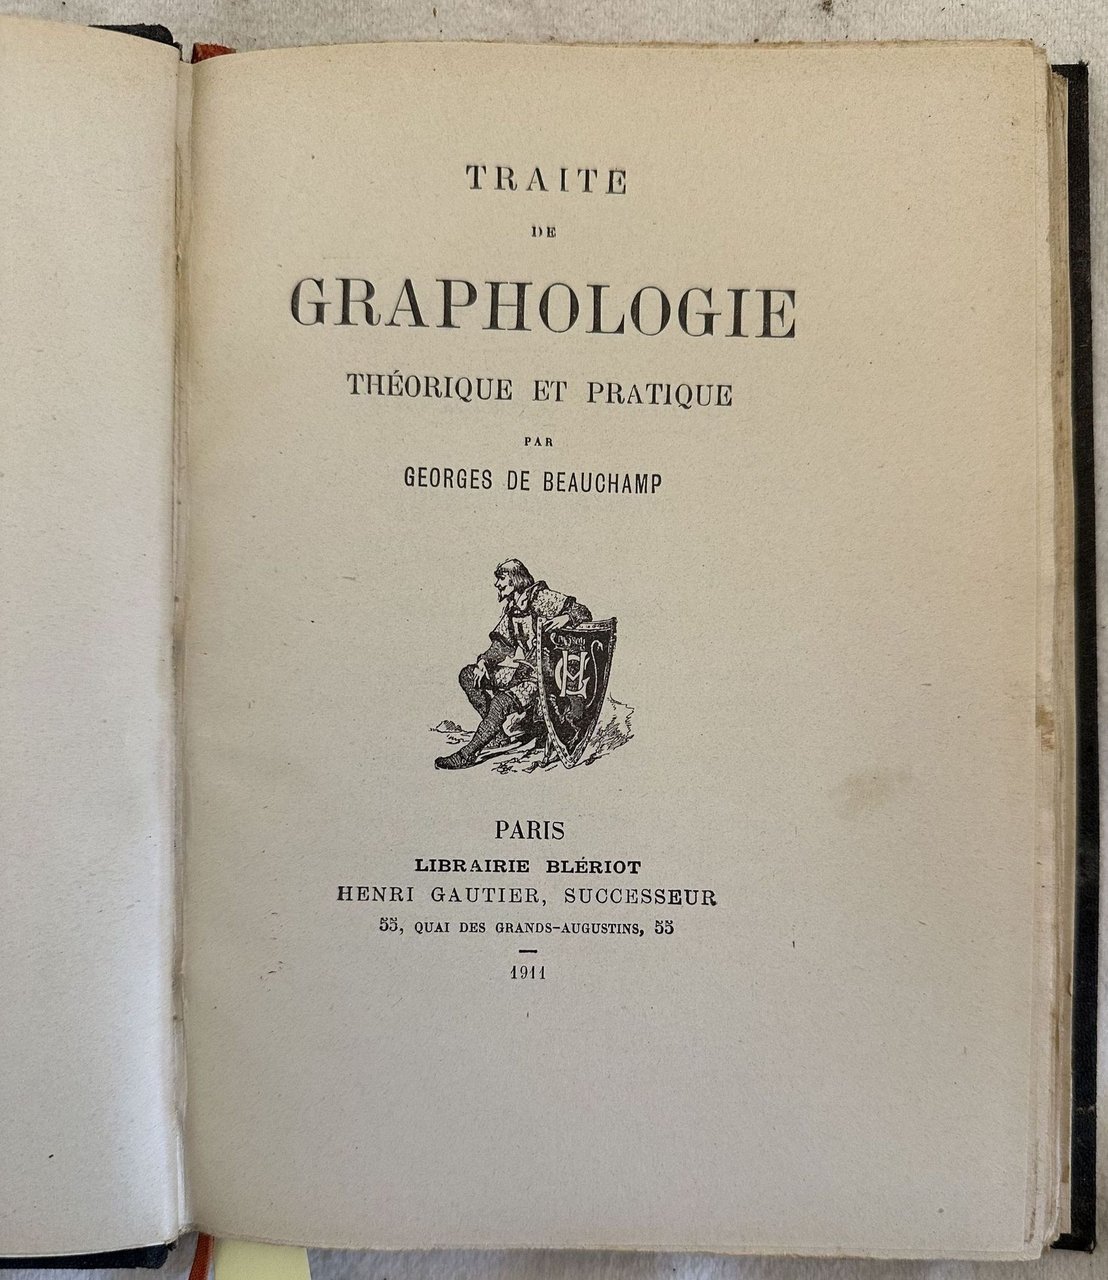 TRAITÉ
DE
GRAPHOLOGIE
THÉORIQUE ET PRATIQUE
PAR
GEORGES DE BEAUCHAMP
PARIS
LIBRAIRIE BLÉRIOT
HENRI GAUTIER, SUCCESSEUR
55, QUAI DES GRANDS-AUGUSTINS, 55
1911